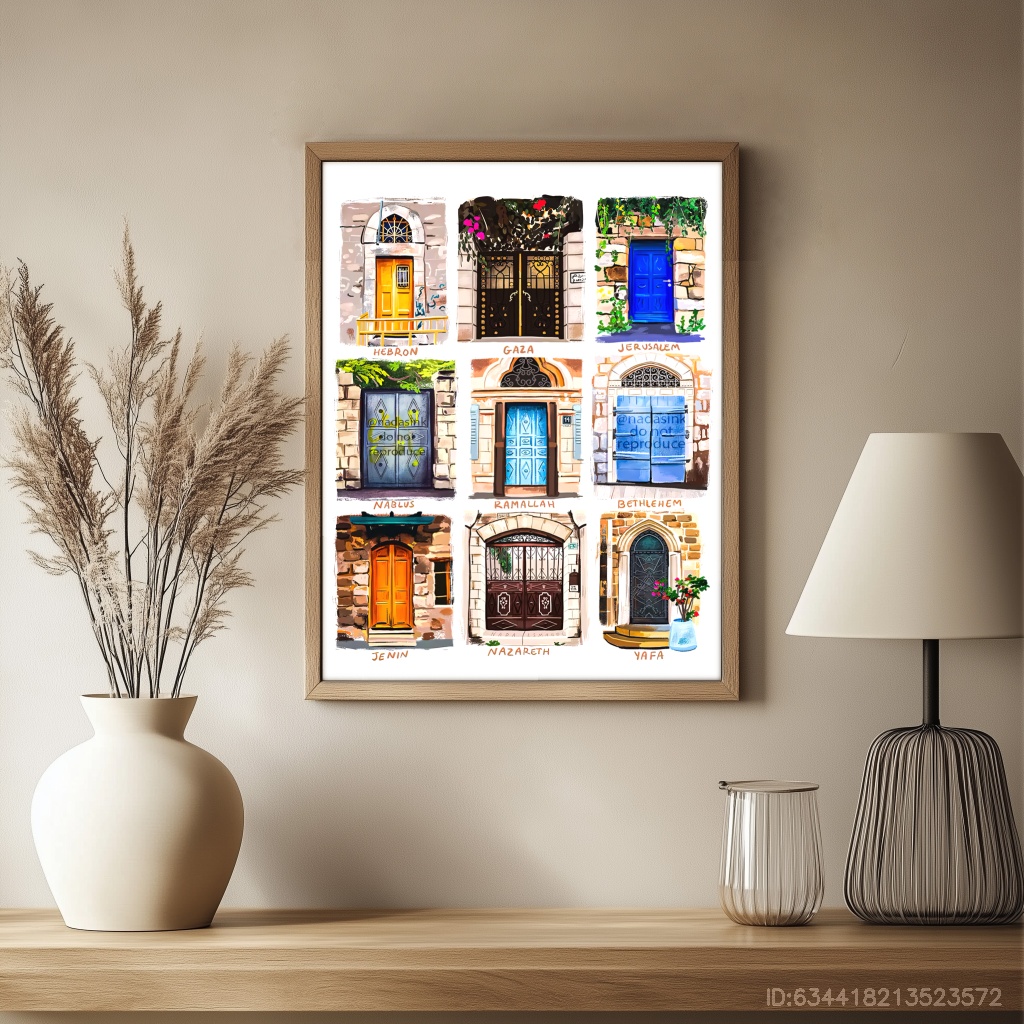 HEBRON
GAZA
JERUSALEM
@nadasink
do not
reproduce
@nadasink
do not
reproduce
NABLUS
RAMALLAH
BETHLEHEM
JENIN
NAZARETH
YAFA
ID:634418213523572